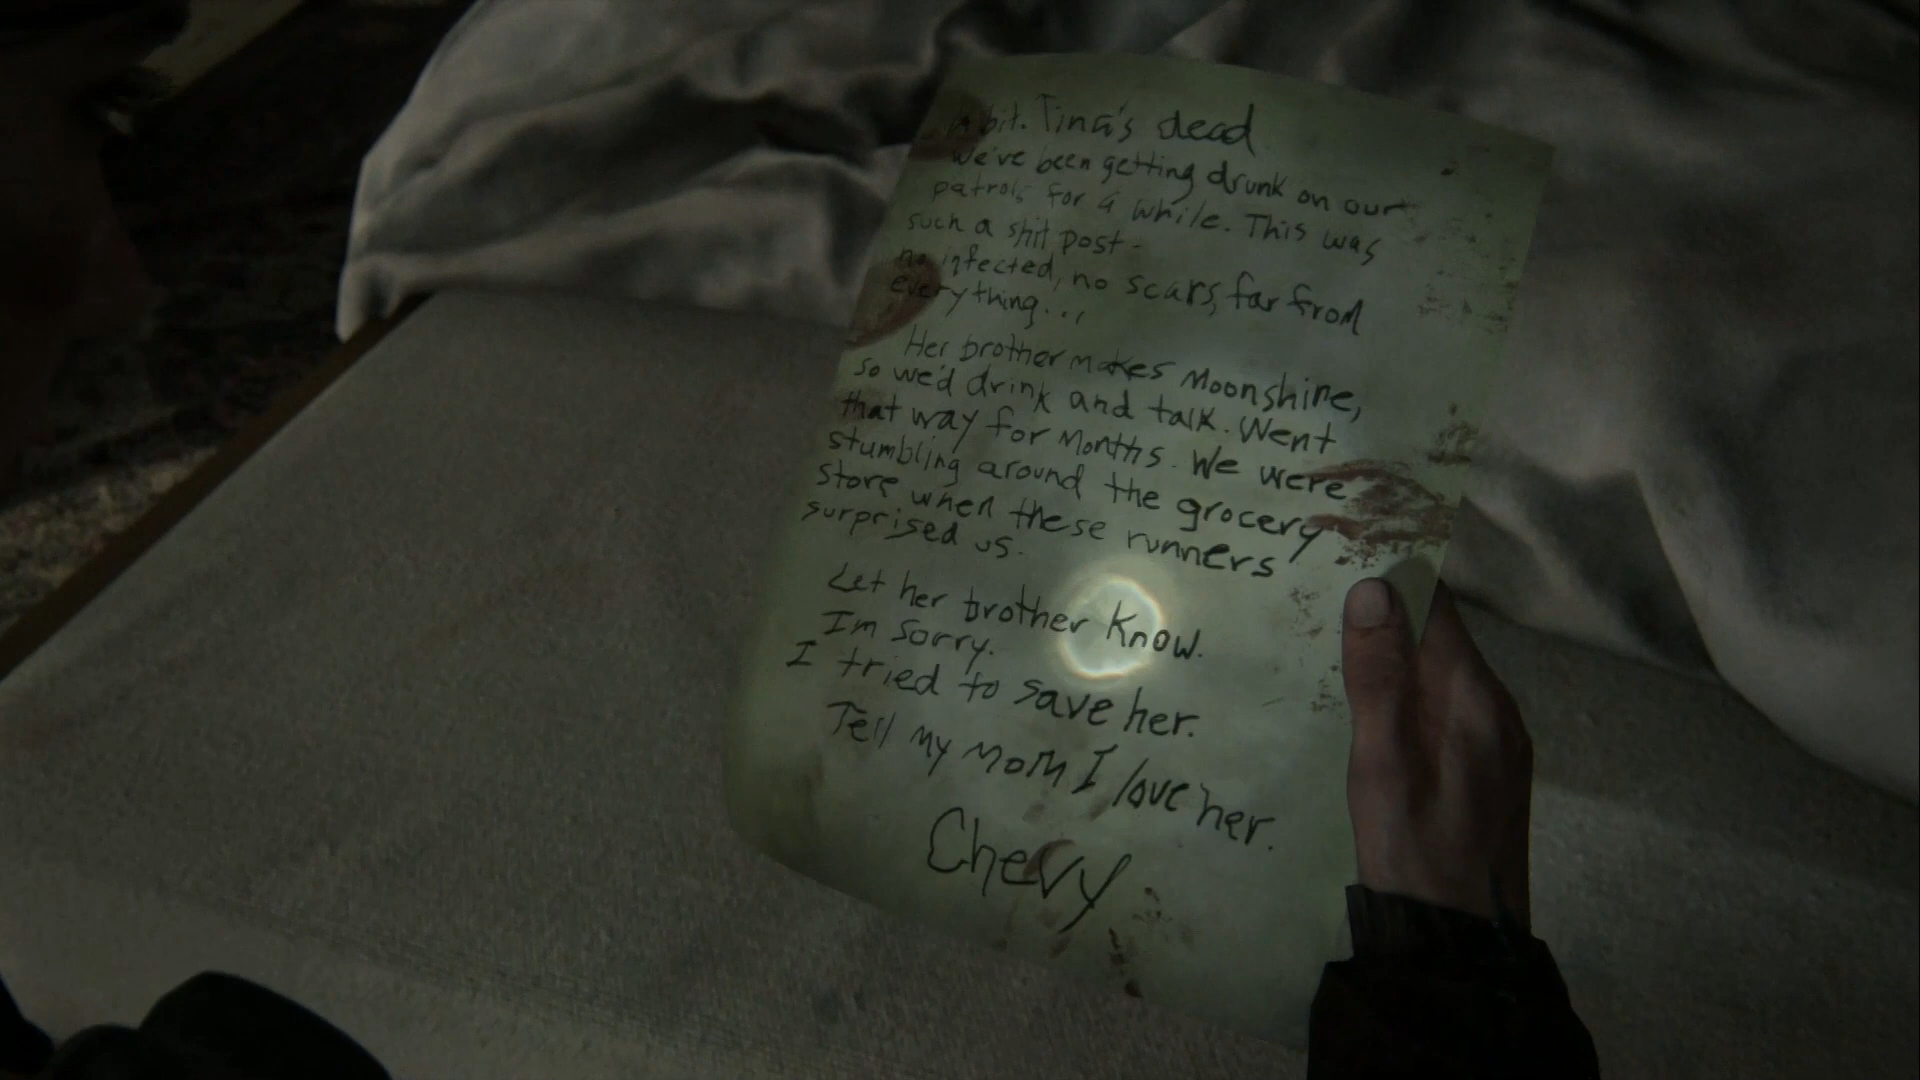 bit. Tina's dead
We've been getting drunk on our
patrols for a while. This was
such a shit post -
no infected, no scars, far from
everything...
Her brother makes Moonshine,
so we'd drink and talk. Went
that way for months. We were
stumbling around the grocery
store when these runners
surprised us.
Let her brother know.
Im sorry.
I tried to save her.
Tell my mom I love her.
Chevy